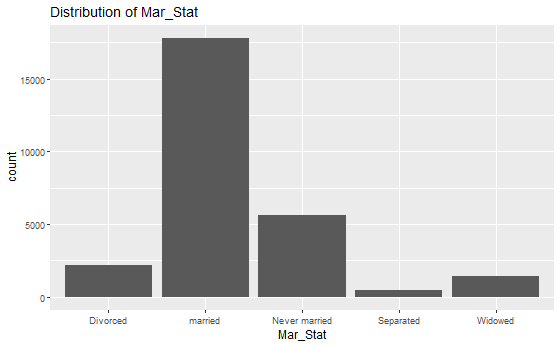 Distribution of Mar_Stat
15000
10000
5000
0
count
Divorced married Never married Separated Widowed
Mar_Stat